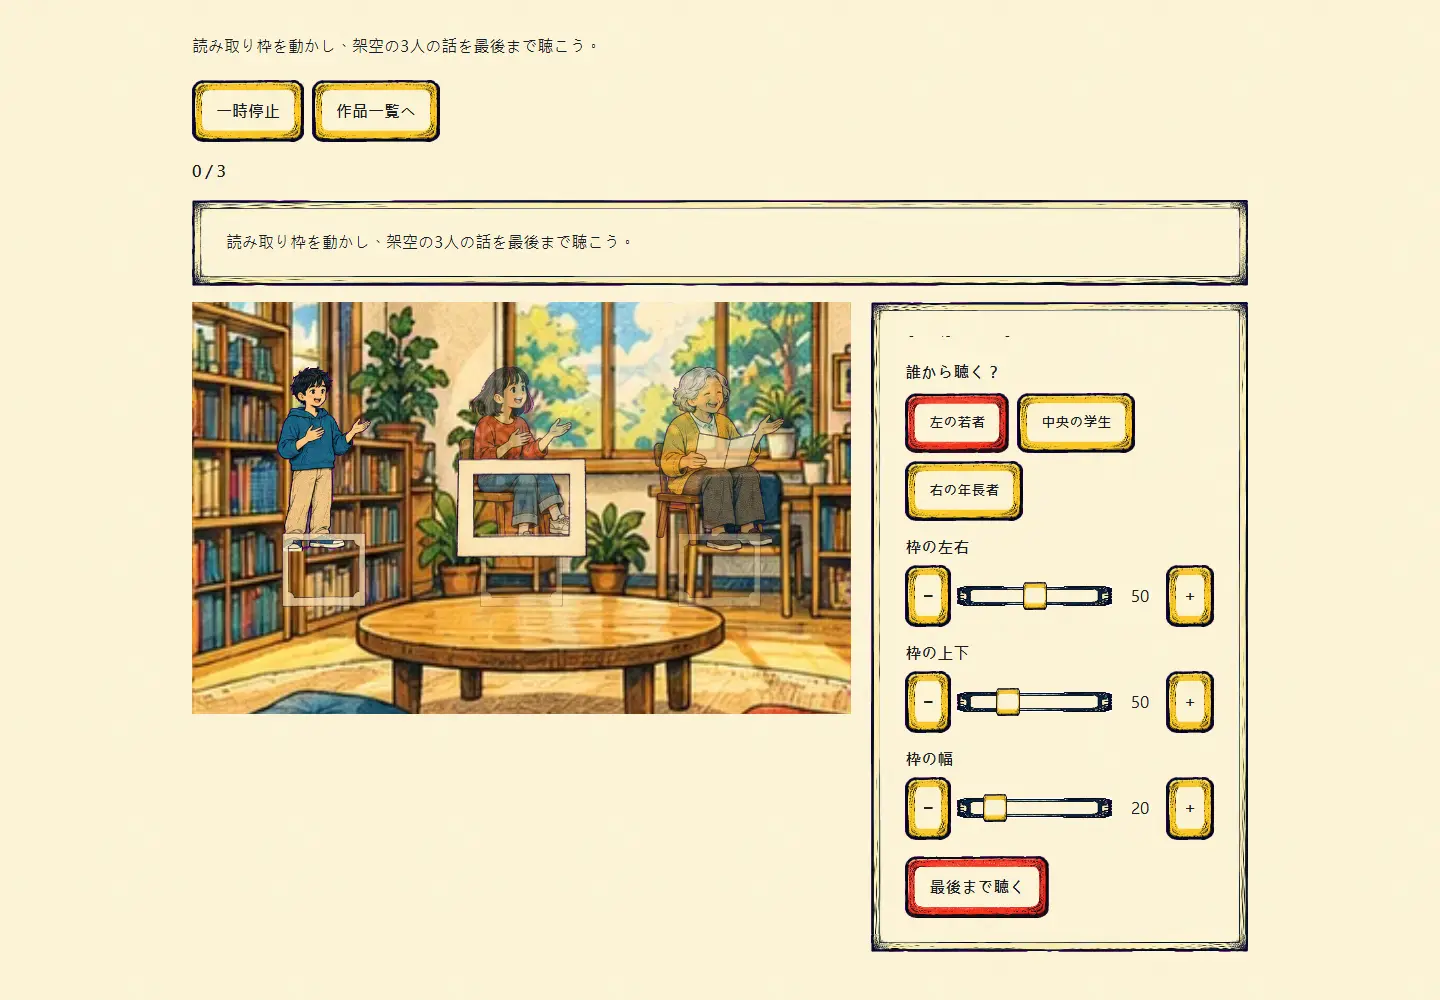 読み取り枠を動かし、架空の3人の話を最後まで聴こう。
一時停止
作品一覧へ
0 / 3
読み取り枠を動かし、架空の3人の話を最後まで聴こう。
誰から聴く？
左の若者
中央の学生
右の年長者
枠の左右
− 50 +
枠の上下
− 50 +
枠の幅
− 20 +
最後まで聴く